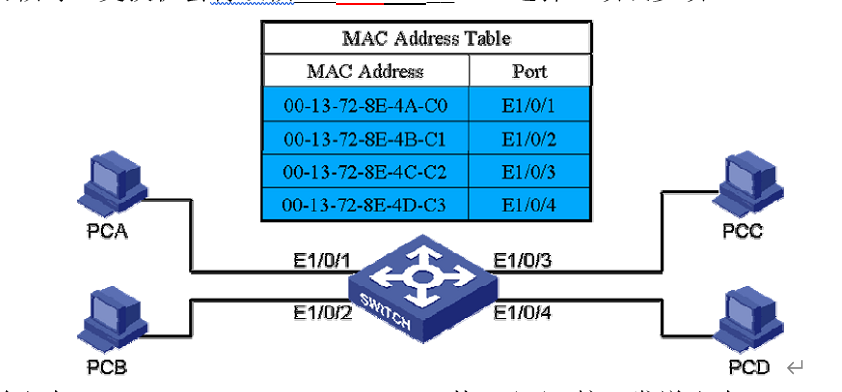 MAC Address Table
MAC Address Port
00-13-72-8E-4A-C0 E1/0/1
00-13-72-8E-4B-C1 E1/0/2
00-13-72-8E-4C-C2 E1/0/3
00-13-72-8E-4D-C3 E1/0/4
PCA
PCC
E1/0/1
E1/0/3
SWITCH
E1/0/2
E1/0/4
PCB
PCD